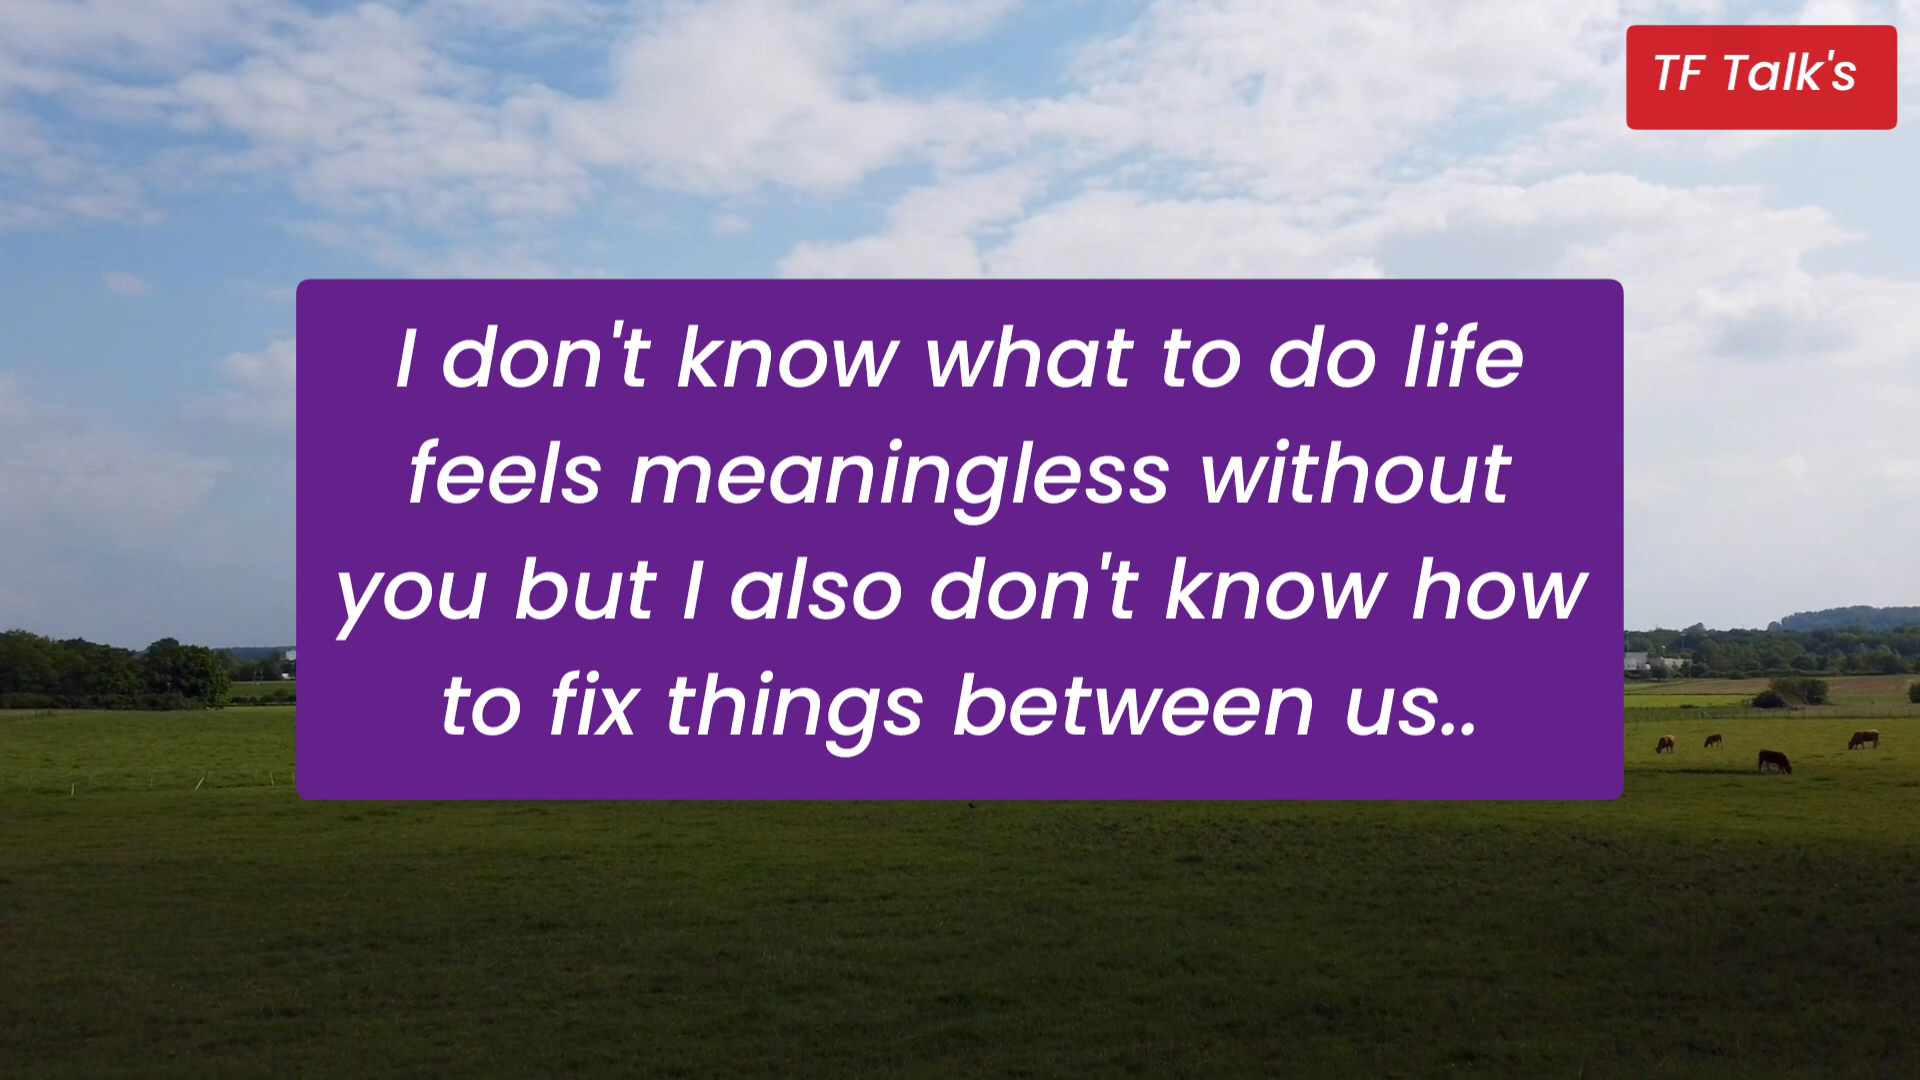 TF Talk's
I don't know what to do life
feels meaningless without
you but I also don't know how
to fix things between us..